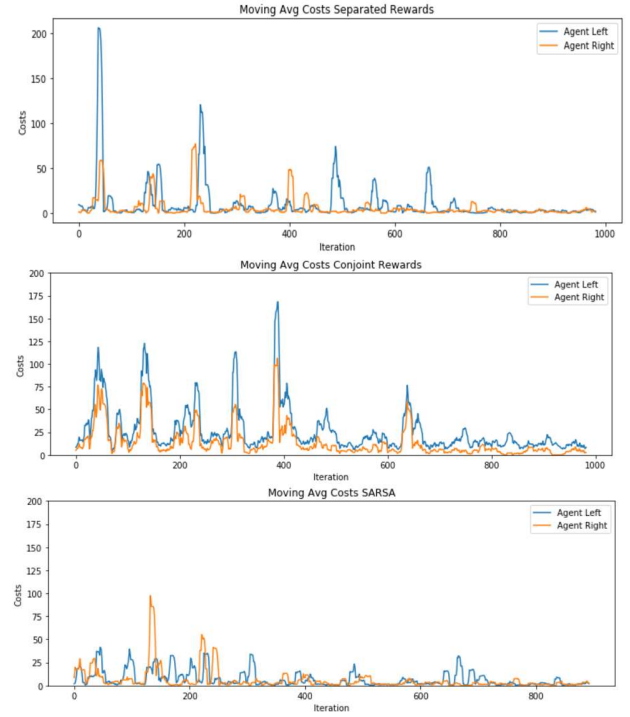 Moving Avg Costs Separated Rewards
Costs
200
150
100
50
0
Agent Left
Agent Right
0 200 400 600 800 1000
Iteration
Moving Avg Costs Conjoint Rewards
Costs
200
175
150
125
100
75
50
25
0
Agent Left
Agent Right
0 200 400 600 800 1000
Iteration
Moving Avg Costs SARSA
Costs
200
175
150
125
100
75
50
25
0
Agent Left
Agent Right
0 200 400 600 800
Iteration